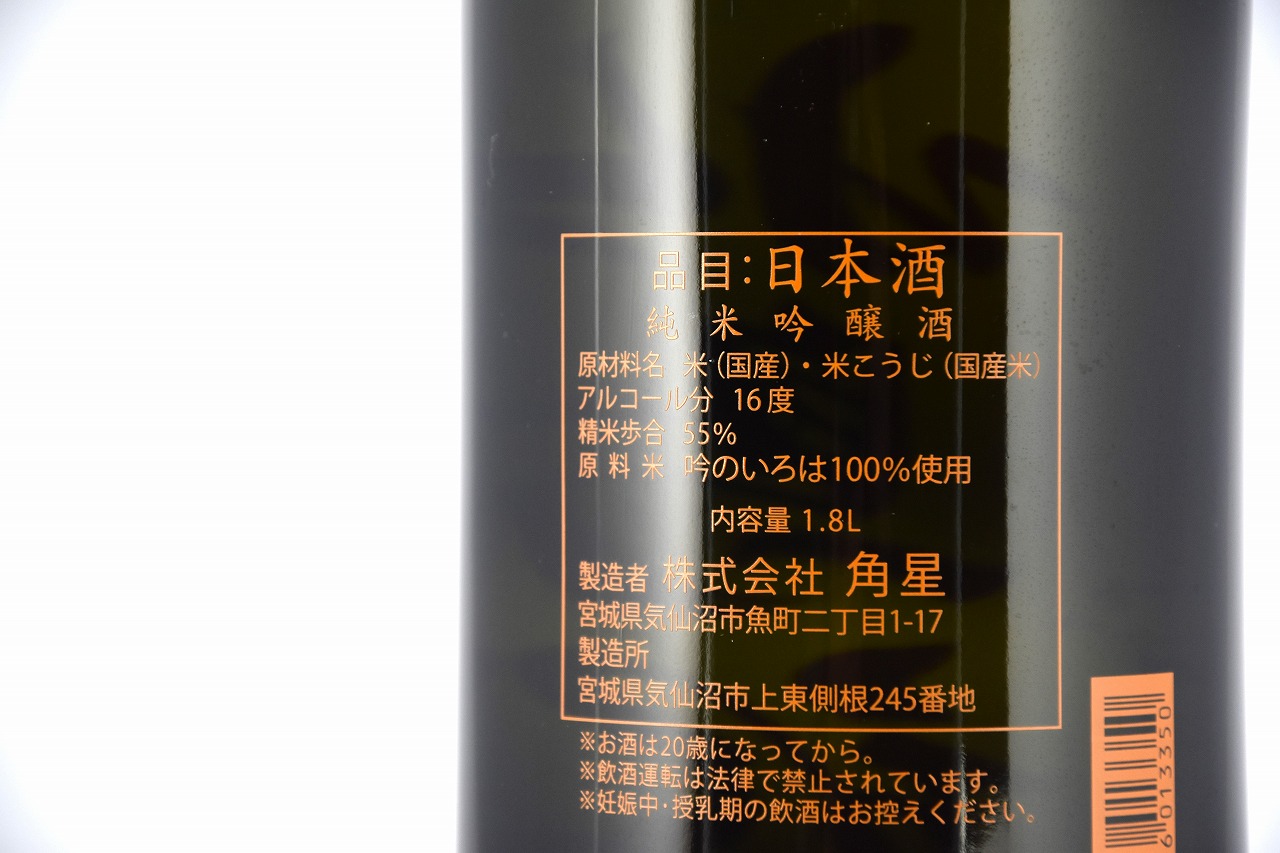 品目：日本酒
純米吟醸酒
原材料名 米（国産）・米こうじ（国産米）
アルコール分 16度
精米歩合 55%
原料米 吟のいろは100%使用
内容量 1.8L
製造者 株式会社 角星
宮城県気仙沼市魚町二丁目1-17
製造所
宮城県気仙沼市上東側根245番地
※お酒は20歳になってから。
※飲酒運転は法律で禁止されています。
※妊娠中・授乳期の飲酒はお控えください。
6013350